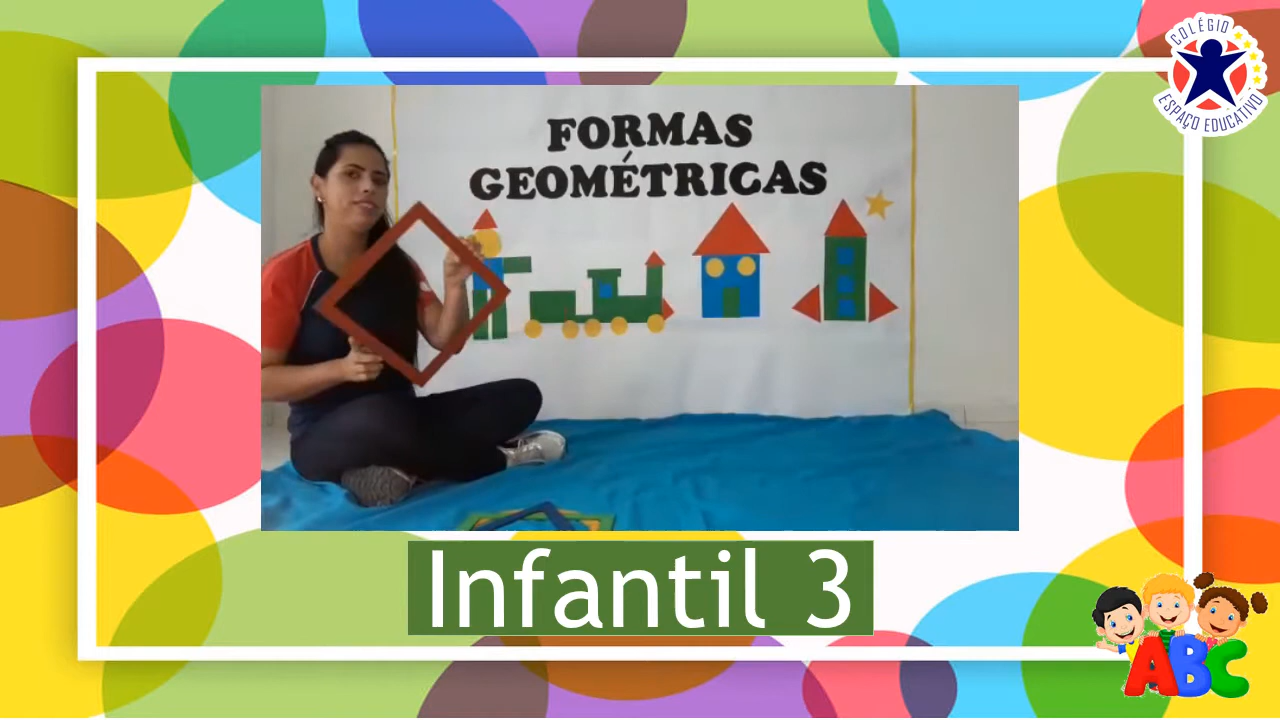 COLÉGIO
ESPAÇO EDUCATIVO
FORMAS
GEOMÉTRICAS
Infantil 3
ABC